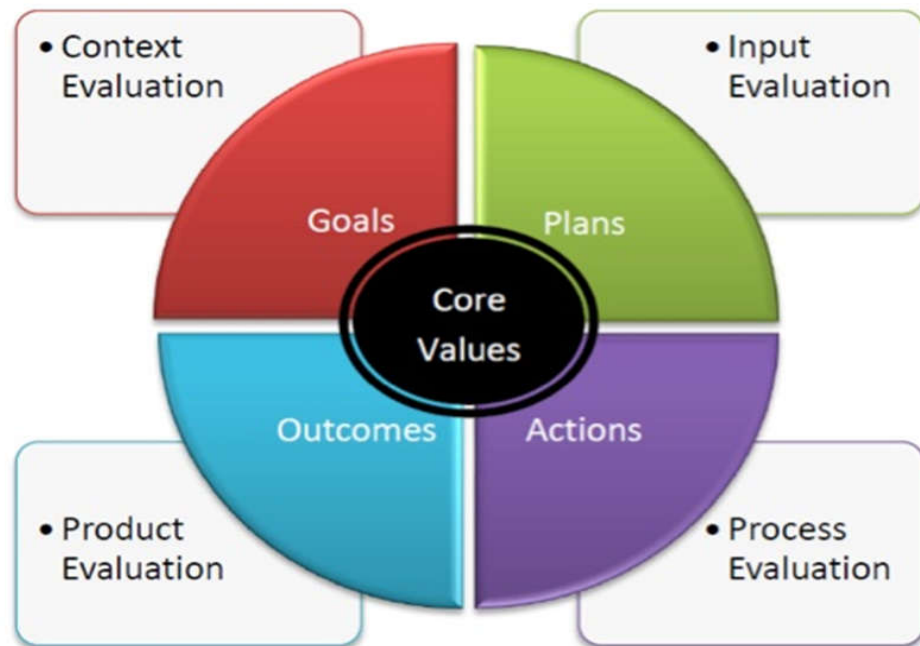 • Context
Evaluation
• Input
Evaluation
Goals
Plans
Core
Values
Outcomes
Actions
• Product
Evaluation
• Process
Evaluation